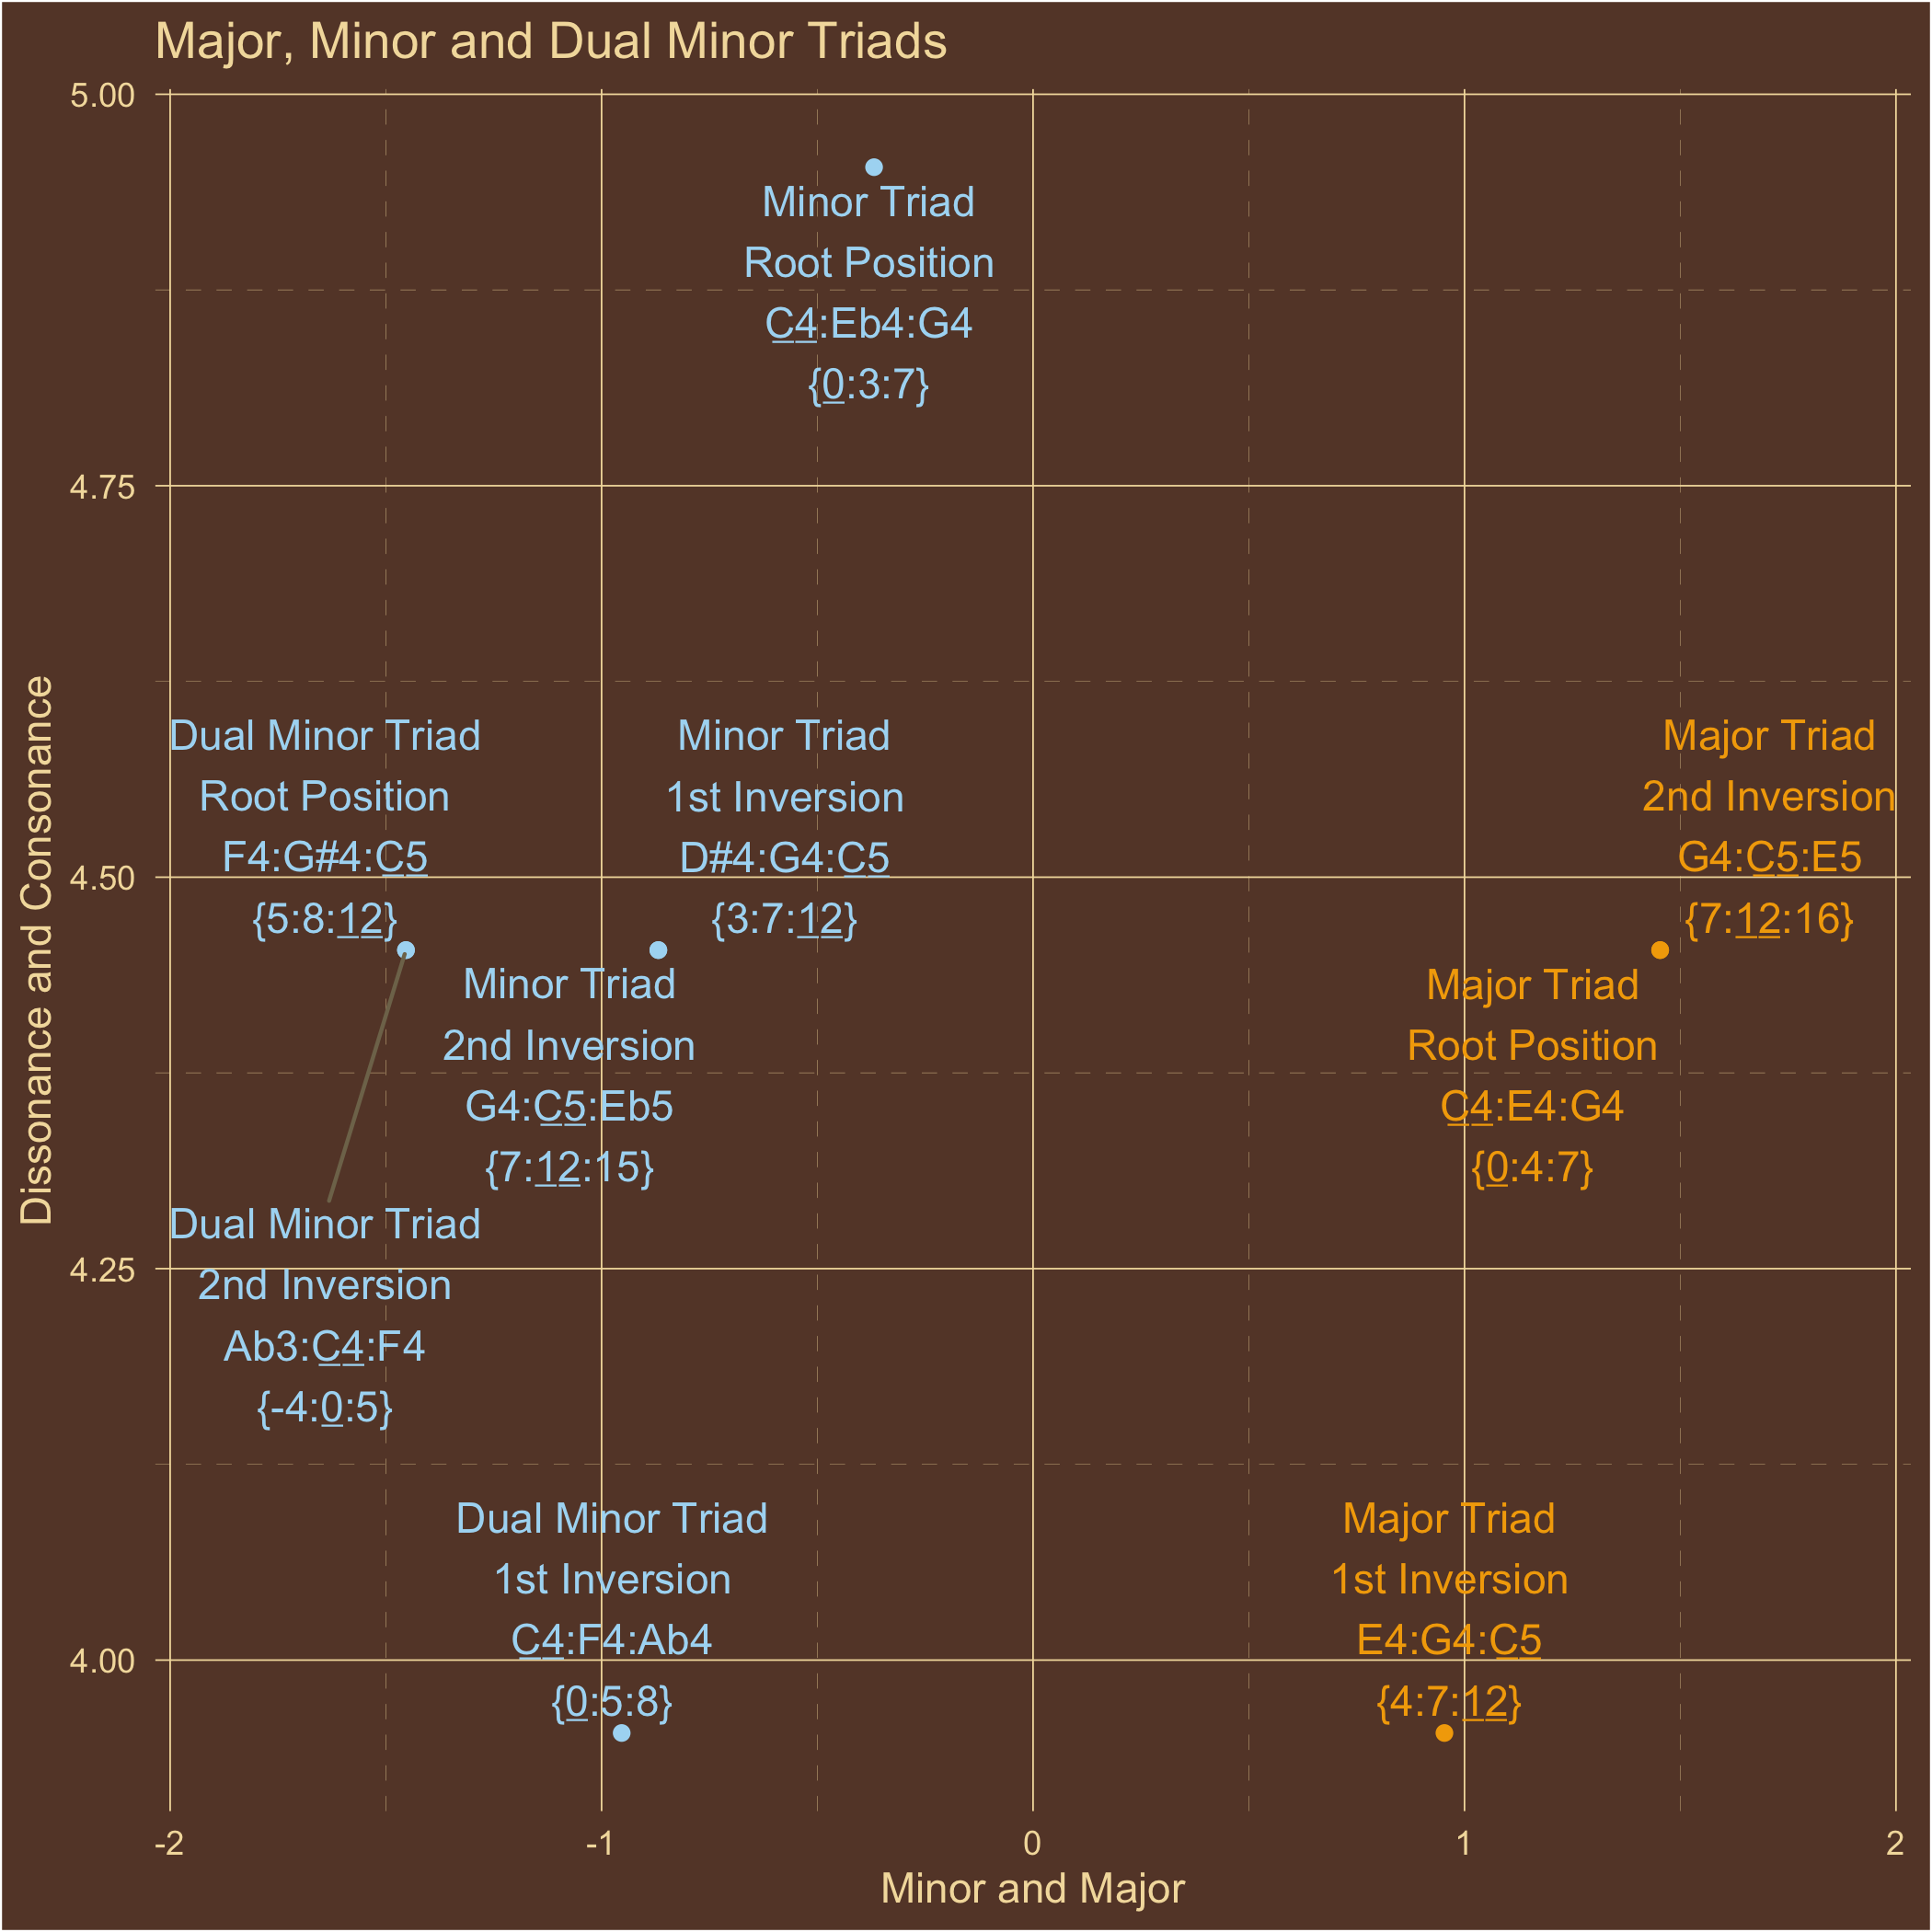 Major, Minor and Dual Minor Triads
5.00
Minor Triad
Root Position
C4:Eb4:G4
{0:3:7}
4.75
Dual Minor Triad
Root Position
F4:G#4:C5
{5:8:12}
Minor Triad
1st Inversion
D#4:G4:C5
{3:7:12}
Major Triad
2nd Inversion
G4:C5:E5
{7:12:16}
4.50
Minor Triad
2nd Inversion
G4:C5:Eb5
{7:12:15}
Major Triad
Root Position
C4:E4:G4
{0:4:7}
Dual Minor Triad
2nd Inversion
Ab3:C4:F4
{-4:0:5}
4.25
Dual Minor Triad
1st Inversion
C4:F4:Ab4
{0:5:8}
Major Triad
1st Inversion
E4:G4:C5
{4:7:12}
4.00
-2 -1 0 1 2
Minor and Major
Dissonance and Consonance